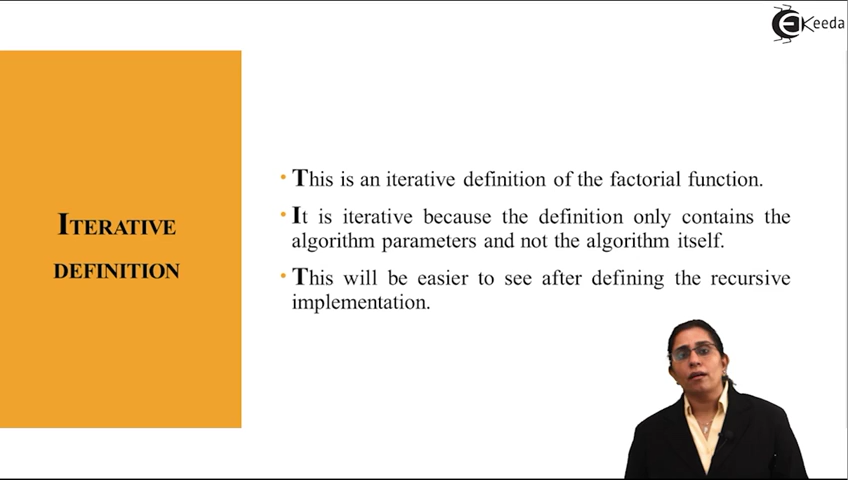 Keeda
ITERATIVE
DEFINITION
This is an iterative definition of the factorial function.
It is iterative because the definition only contains the
algorithm parameters and not the algorithm itself.
This will be easier to see after defining the recursive
implementation.